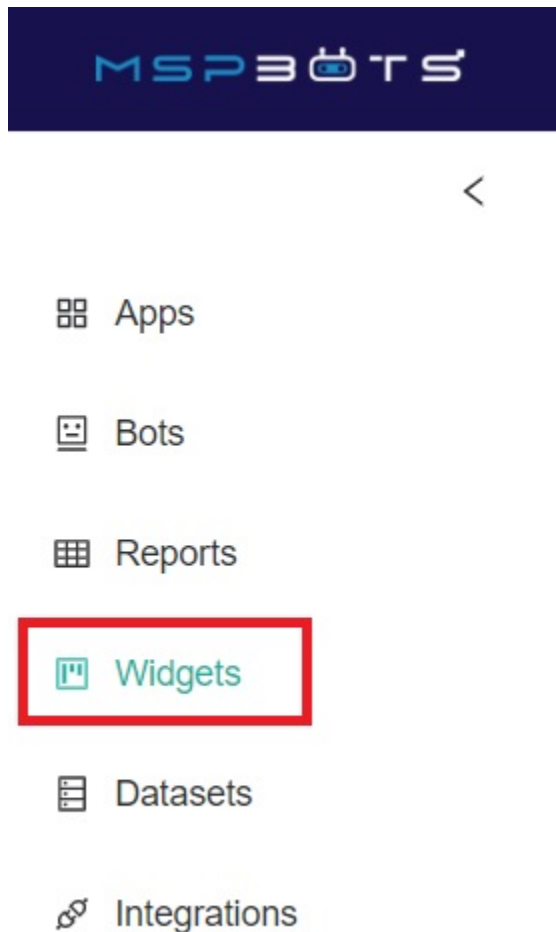 MSPBOTS
Apps
Bots
Reports
Widgets
Datasets
Integrations